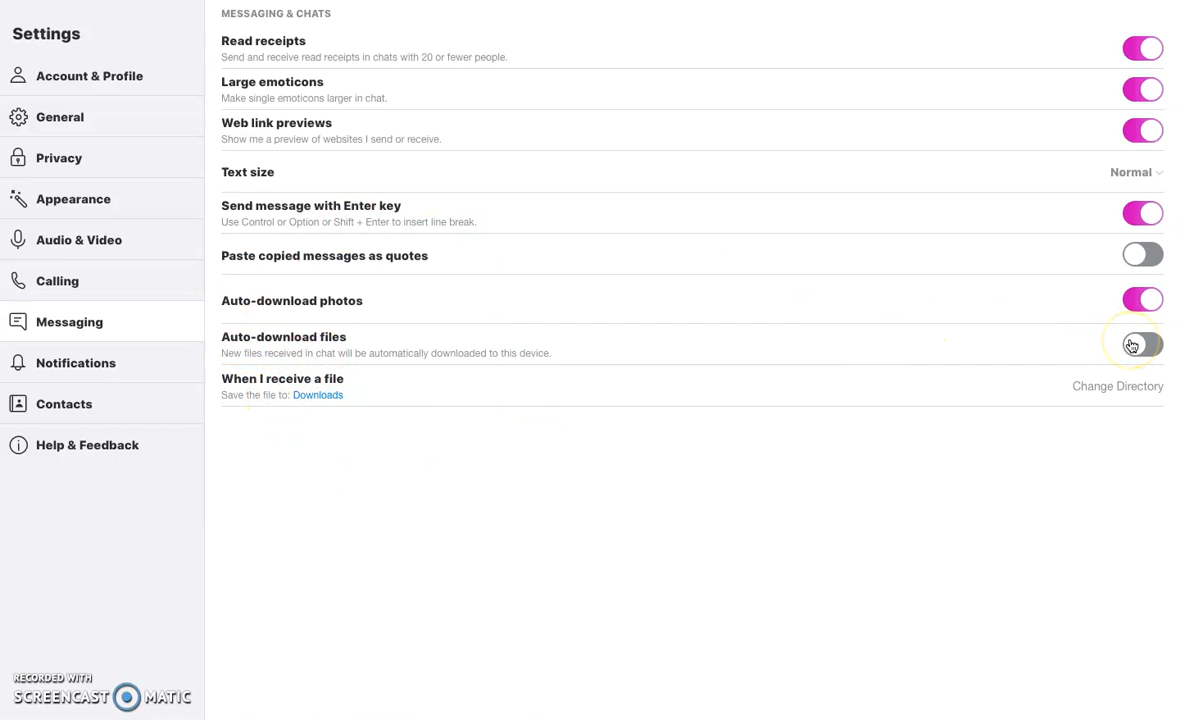 Settings
Account & Profile
General
Privacy
Appearance
Audio & Video
Calling
Messaging
Notifications
Contacts
Help & Feedback
RECORDED WITH
SCREENCAST MATIC
MESSAGING & CHATS
Read receipts
Send and receive read receipts in chats with 20 or fewer people.
Large emoticons
Make single emoticons larger in chat.
Web link previews
Show me a preview of websites I send or receive.
Text size Normal
Send message with Enter key
Use Control or Option or Shift + Enter to insert line break.
Paste copied messages as quotes
Auto-download photos
Auto-download files
New files received in chat will be automatically downloaded to this device.
When I receive a file
Save the file to: Downloads
Change Directory